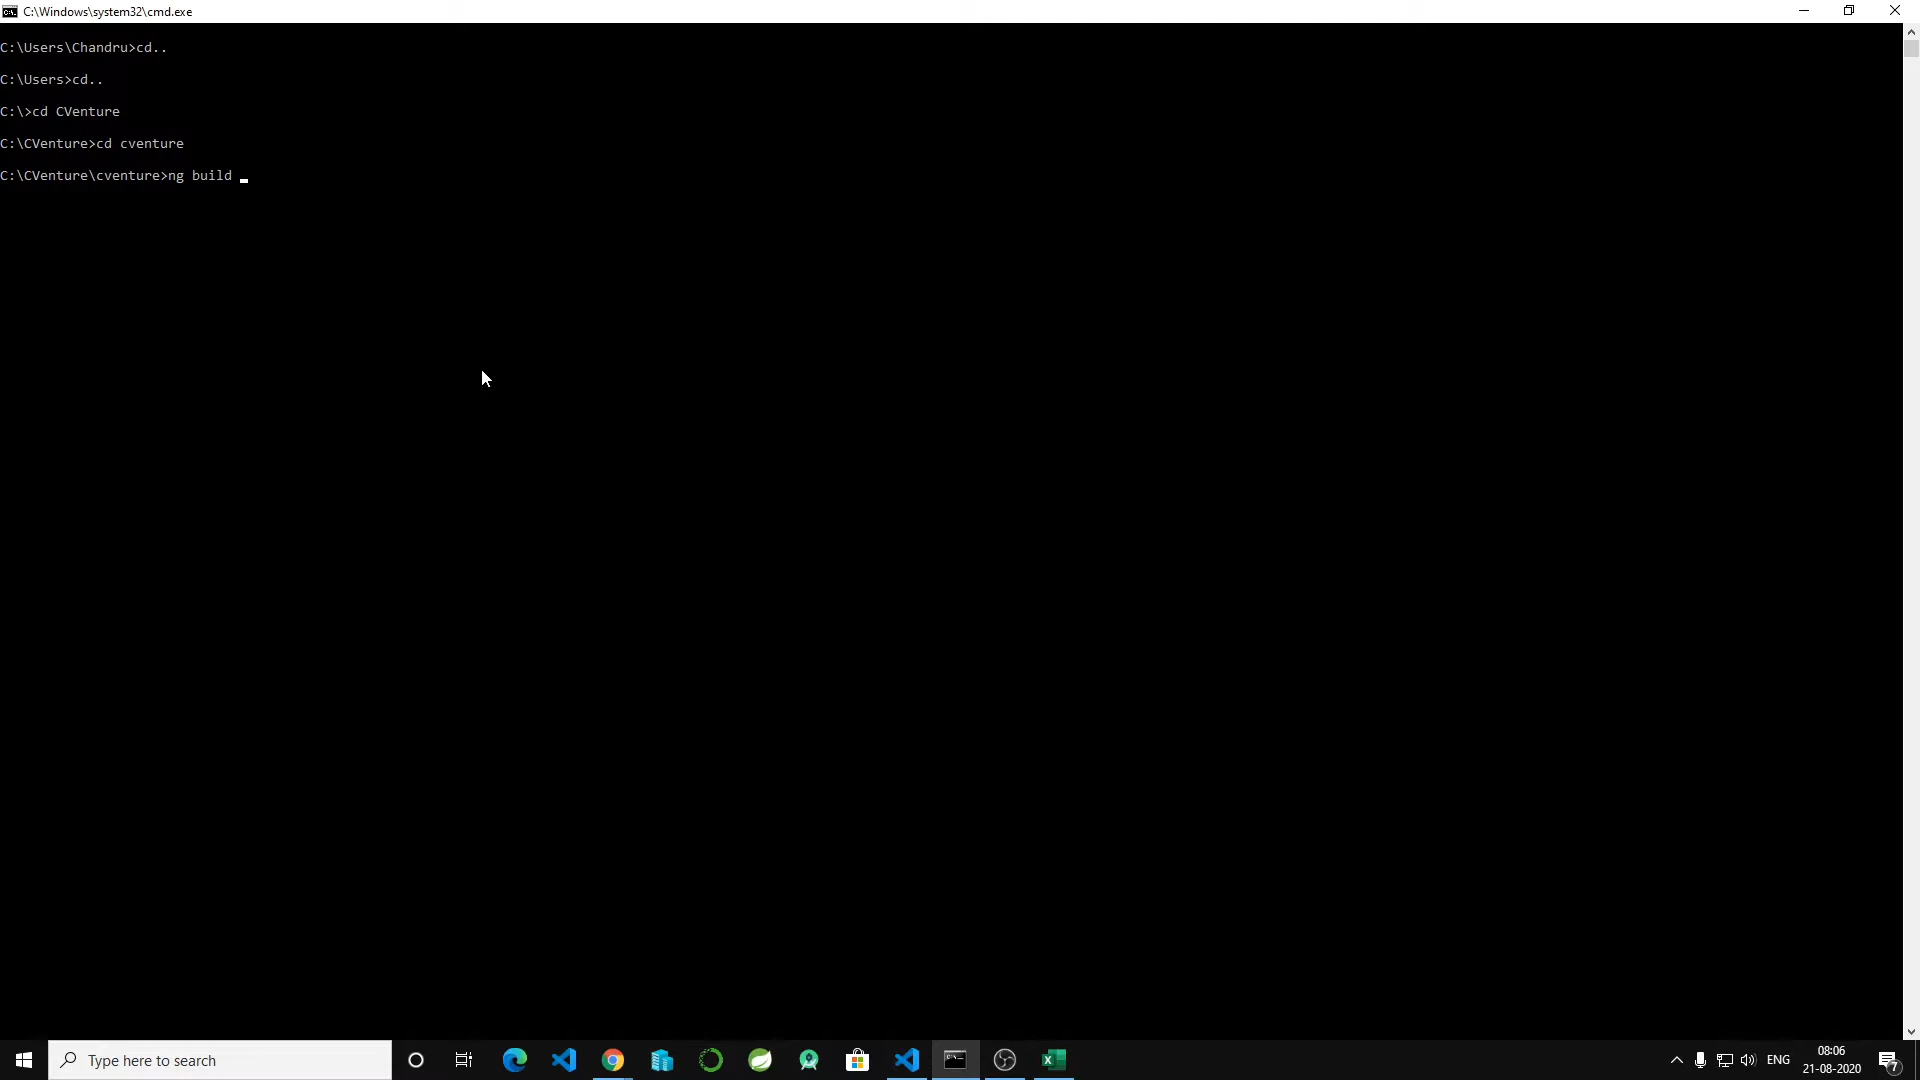 C:\Windows\system32\cmd.exe
C:\Users\Chandru>cd..
C:\Users>cd..
C:\>cd CVenture
C:\CVenture>cd cventure
C:\CVenture\cventure>ng build
Type here to search
ENG
08:06
21-08-2020
7